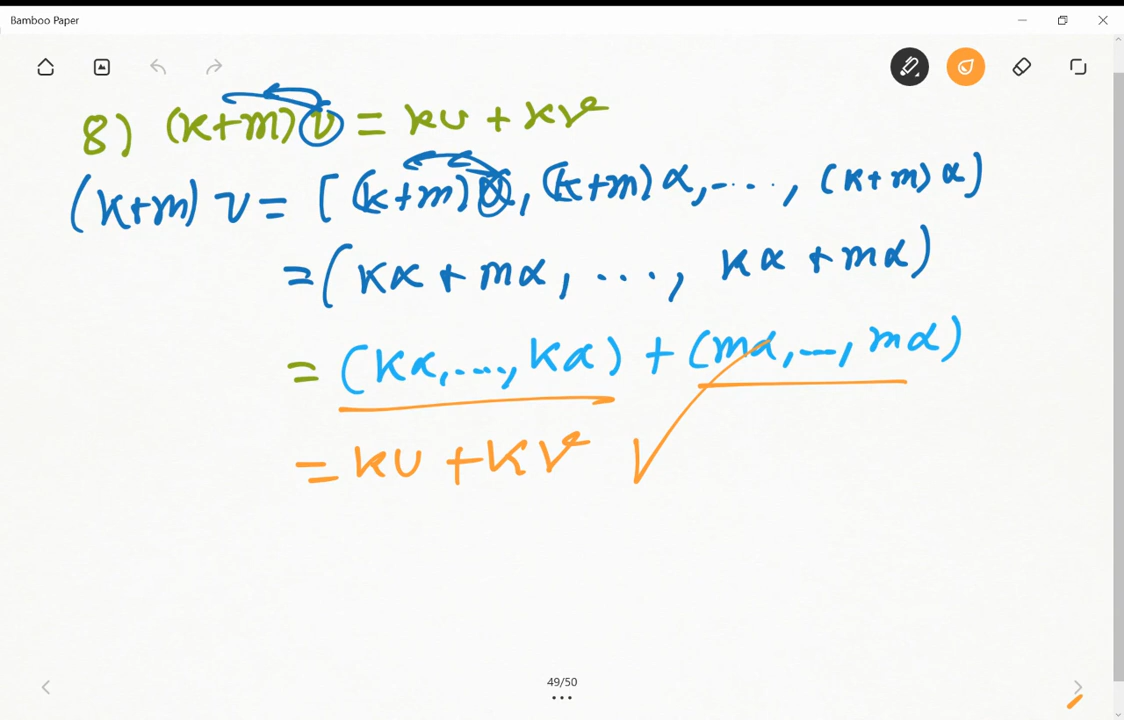 Bamboo Paper
8) (k+m) v = ku + kv
(k+m) v = [(k+m)α, (k+m)α, ..., (k+m)α)
= (kα + mα, ..., kα + mα)
= (kα, ..., kα) + (mα, ..., mα)
= ku + kv √
49/50